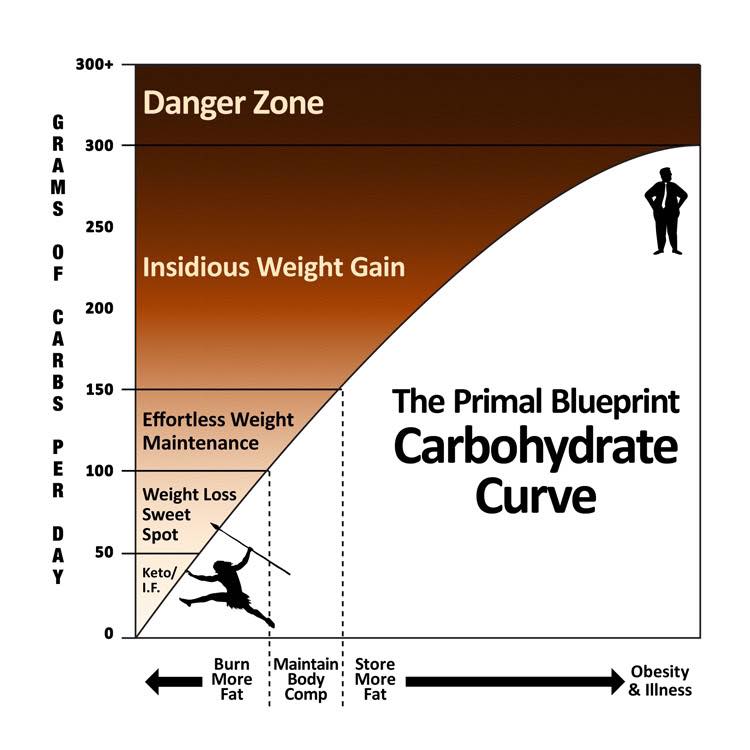 GRAMS OF CARBS PER DAY
300+
300
250
200
150
100
50
0
Danger Zone
Insidious Weight Gain
Effortless Weight
Maintenance
Weight Loss
Sweet
Spot
Keto/
I.F.
The Primal Blueprint
Carbohydrate
Curve
Burn
More
Fat
Maintain
Body
Comp
Store
More
Fat
Obesity
& Illness